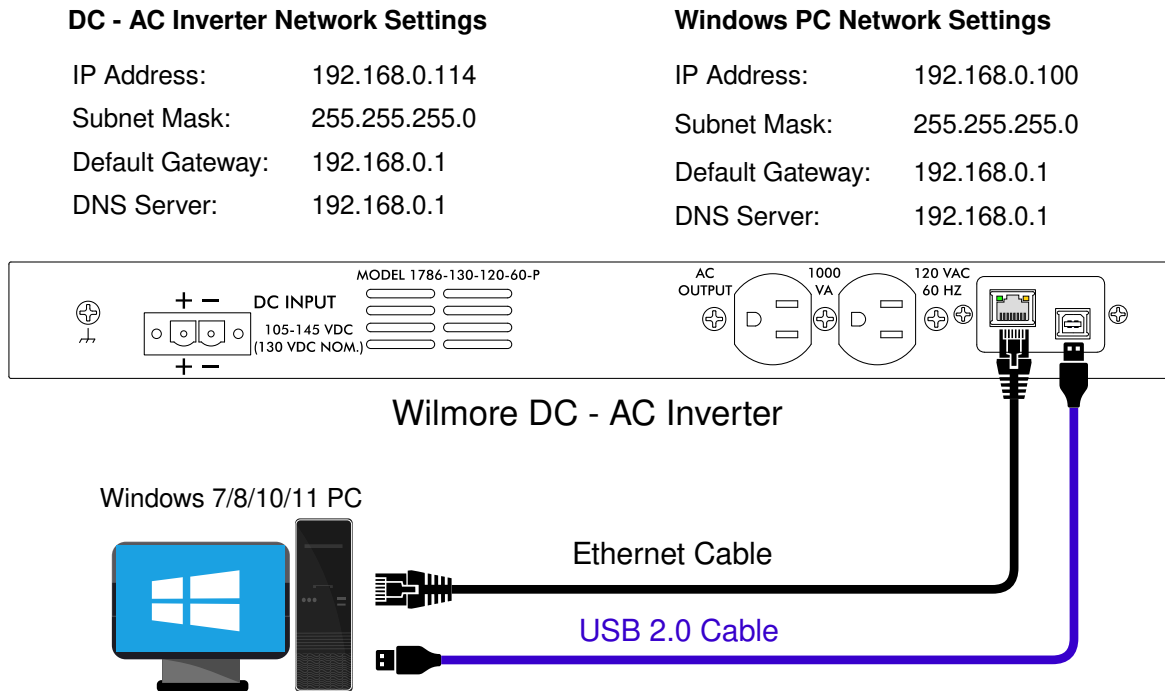 DC - AC Inverter Network Settings
IP Address: 192.168.0.114
Subnet Mask: 255.255.255.0
Default Gateway: 192.168.0.1
DNS Server: 192.168.0.1
Windows PC Network Settings
IP Address: 192.168.0.100
Subnet Mask: 255.255.255.0
Default Gateway: 192.168.0.1
DNS Server: 192.168.0.1
MODEL 1786-130-120-60-P
+ −
DC INPUT
105-145 VDC
(130 VDC NOM.)
+ −
AC
OUTPUT
1000
VA
120 VAC
60 HZ
Wilmore DC - AC Inverter
Windows 7/8/10/11 PC
Ethernet Cable
USB 2.0 Cable